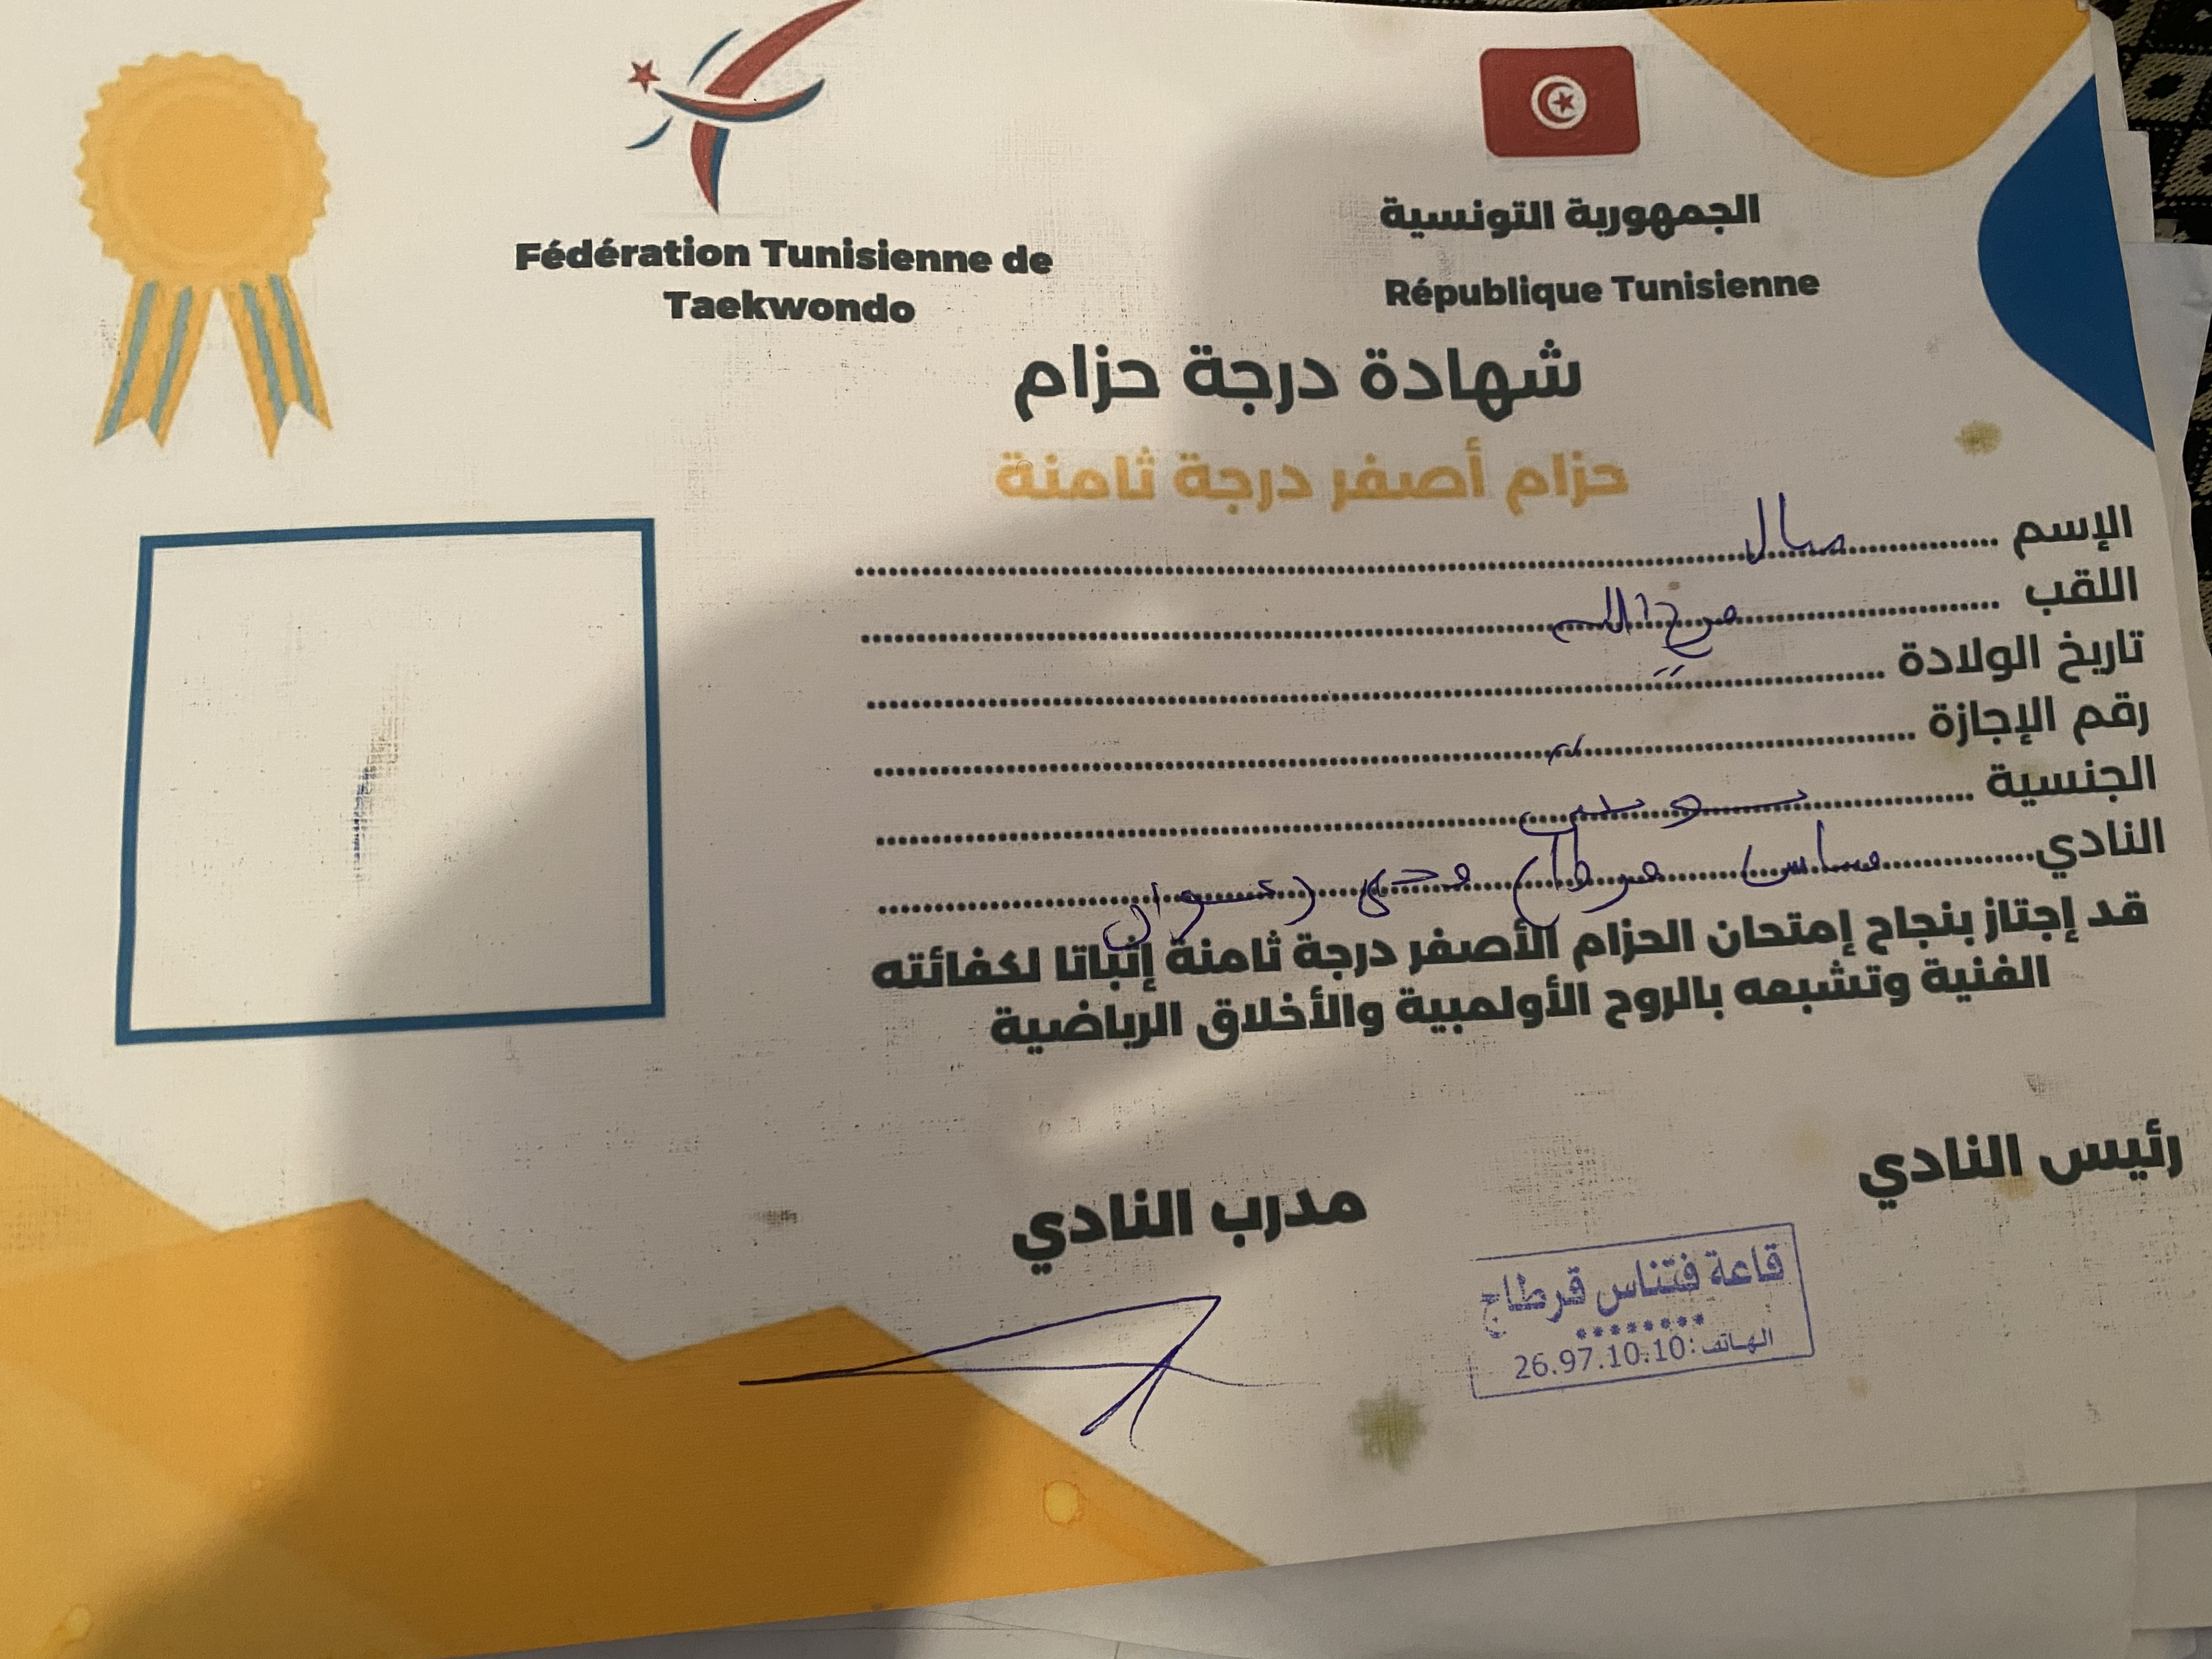 Fédération Tunisienne de
Taekwondo
الجمهورية التونسية
République Tunisienne
شهادة درجة حزام
حزام أصفر درجة ثامنة
الإسم
اللقب
تاريخ الولادة
رقم الإجازة
الجنسية
النادي
قد إجتاز بنجاح إمتحان الحزام الأصفر درجة ثامنة إثباتا لكفائته
الفنية وتشبعه بالروح الأولمبية والأخلاق الرياضية
رئيس النادي
مدرب النادي
قاعة فتناس قرطاج
الهاتف: 26.97.10.10